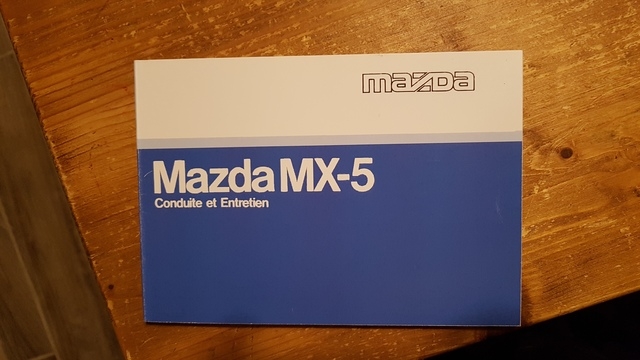 mazda
Mazda MX-5
Conduite et Entretien